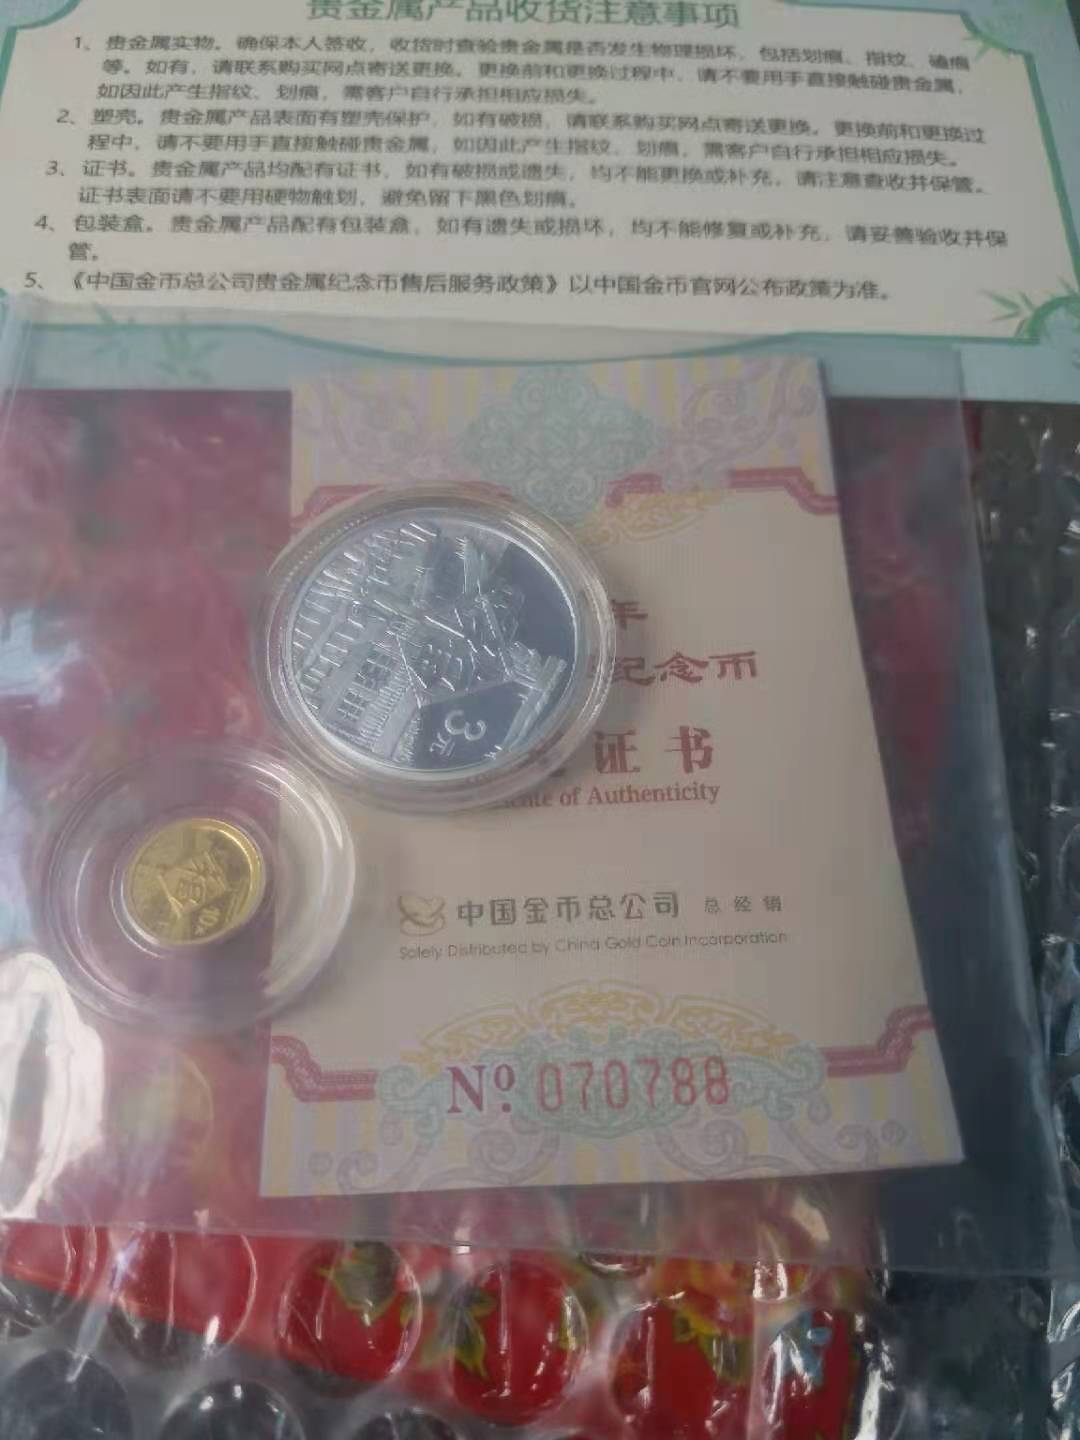 贵金属产品收货注意事项
1、贵金属实物。确保本人签收，收货时查验贵金属是否发生物理损坏，包括划痕、指纹、磕痕
等。如有，请联系购买网点寄送更换。更换前和更换过程中，请不要用手直接触碰贵金属，
如因此产生指纹、划痕，需客户自行承担相应损失。
2、塑壳。贵金属产品表面有塑壳保护，如有破损，请联系购买网点寄送更换。更换前和更换过
程中，请不要用手直接触碰贵金属，如因此产生指纹、划痕，需客户自行承担相应损失。
3、证书。贵金属产品均配有证书，如有破损或遗失，均不能更换或补充，请注意查收并保管。
证书表面请不要用硬物触划，避免留下黑色划痕。
4、包装盒。贵金属产品配有包装盒，如有遗失或损坏，均不能修复或补充，请妥善验收并保
管。
5、《中国金币总公司贵金属纪念币售后服务政策》以中国金币官网公布政策为准。
年
纪念币
证书
of Authenticity
3元
福
10元
中国金币总公司 总经销
Solely Distributed by China Gold Coin Incorporation
Nº. 070788